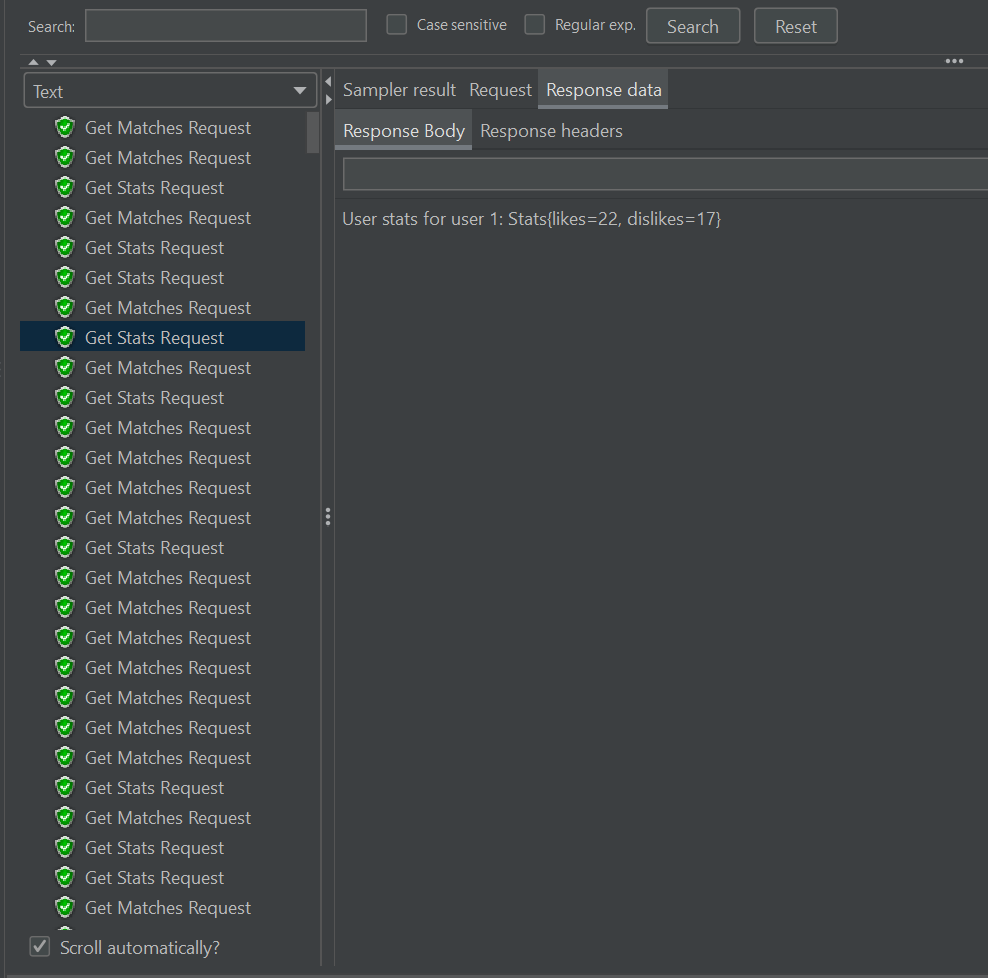 Search: Case sensitive Regular exp. Search Reset
Text
Sampler result Request Response data
Response Body Response headers
User stats for user 1: Stats{likes=22, dislikes=17}
Get Matches Request
Get Matches Request
Get Stats Request
Get Matches Request
Get Stats Request
Get Stats Request
Get Matches Request
Get Stats Request
Get Matches Request
Get Stats Request
Get Matches Request
Get Matches Request
Get Matches Request
Get Matches Request
Get Stats Request
Get Matches Request
Get Matches Request
Get Matches Request
Get Matches Request
Get Matches Request
Get Matches Request
Get Matches Request
Get Stats Request
Get Matches Request
Get Stats Request
Get Stats Request
Get Matches Request
Scroll automatically?